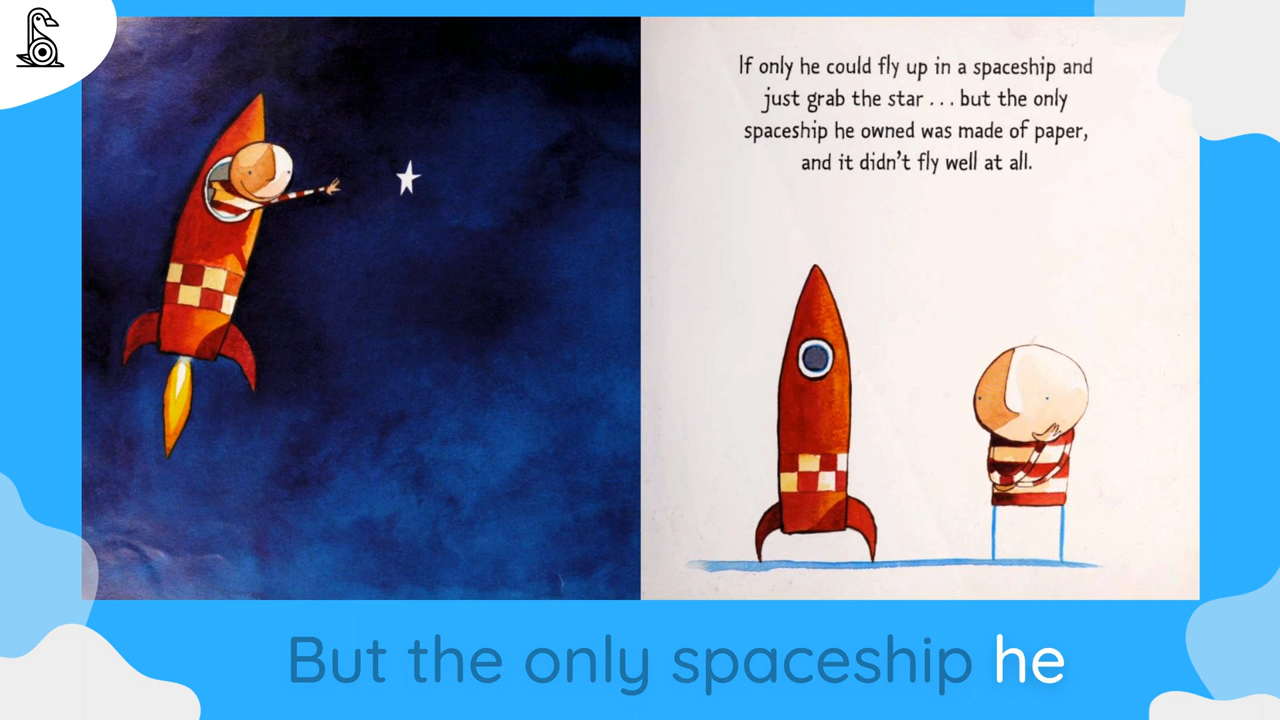 If only he could fly up in a spaceship and
just grab the star . . . but the only
spaceship he owned was made of paper,
and it didn't fly well at all.
But the only spaceship he